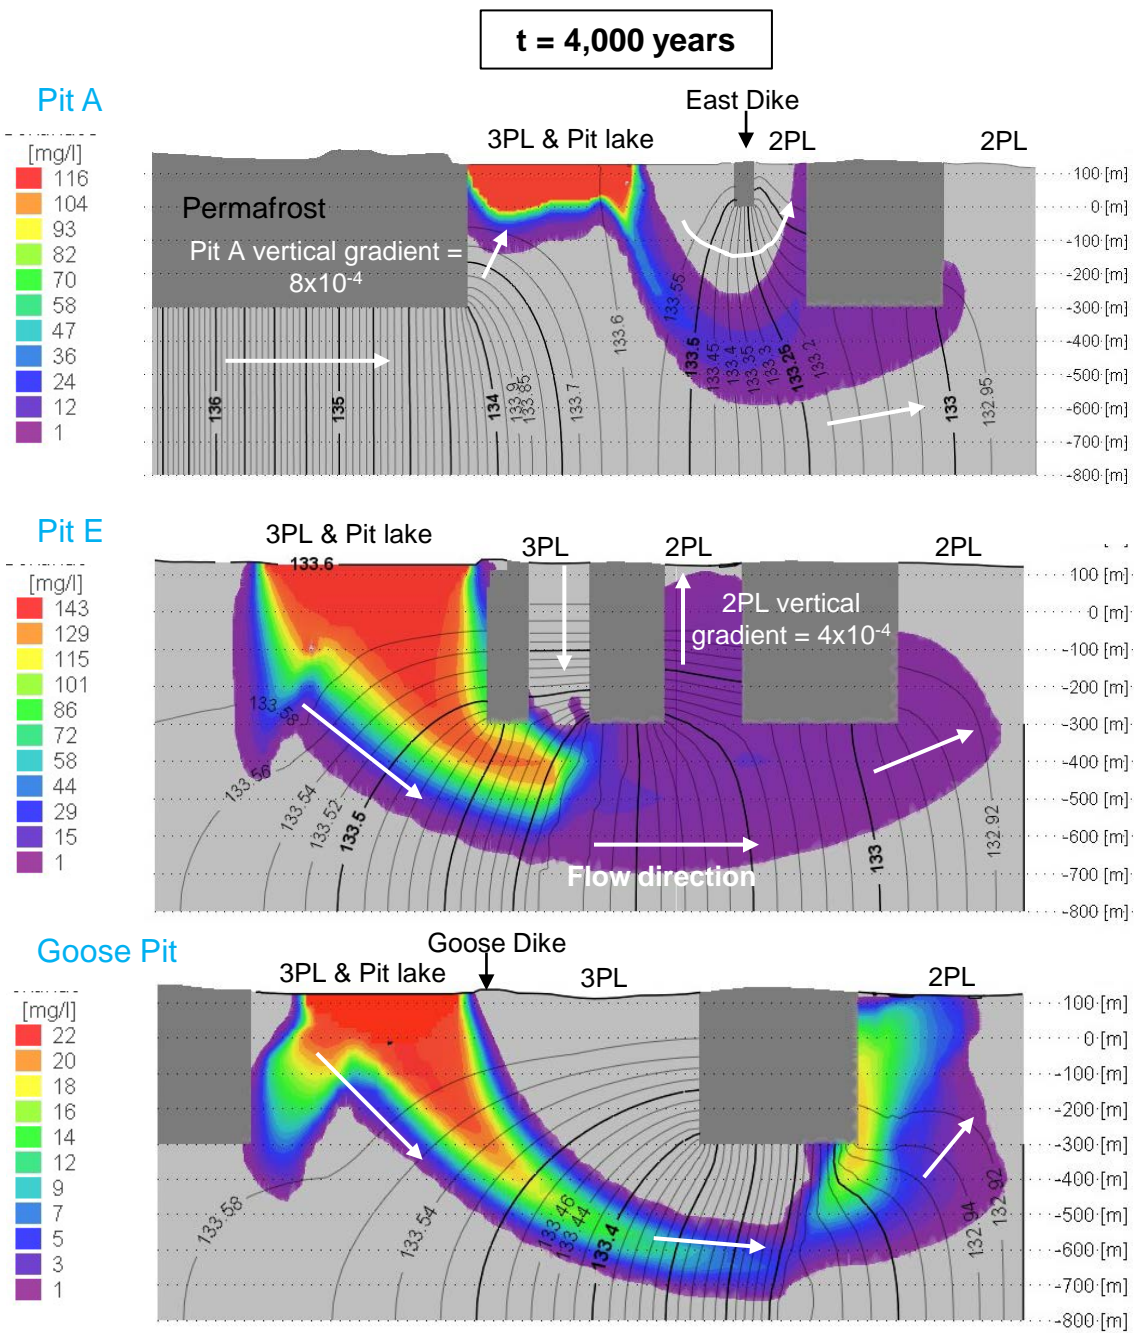 t = 4,000 years
Pit A
East Dike
3PL & Pit lake
2PL
2PL
[mg/l]
116
104
93
82
70
58
47
36
24
12
1
Permafrost
Pit A vertical gradient =
8x10⁻⁴
136
135
134
133.9
133.85
133.7
133.6
133.55
133.5
133.45
133.4
133.35
133.3
133.25
133.2
133
132.95
100 [m]
0 [m]
-100 [m]
-200 [m]
-300 [m]
-400 [m]
-500 [m]
-600 [m]
-700 [m]
-800 [m]
Pit E
3PL & Pit lake
3PL
2PL
2PL
[mg/l]
143
129
115
101
86
72
58
44
29
15
1
133.6
2PL vertical
gradient = 4x10⁻⁴
133.58
133.56
133.54
133.52
133.5
133
132.92
Flow direction
100 [m]
0 [m]
-100 [m]
-200 [m]
-300 [m]
-400 [m]
-500 [m]
-600 [m]
-700 [m]
-800 [m]
Goose Pit
Goose Dike
3PL & Pit lake
3PL
2PL
[mg/l]
22
20
18
16
14
12
9
7
5
3
1
133.58
133.54
133.46
133.44
133.4
132.94
132.92
100 [m]
0 [m]
-100 [m]
-200 [m]
-300 [m]
-400 [m]
-500 [m]
-600 [m]
-700 [m]
-800 [m]